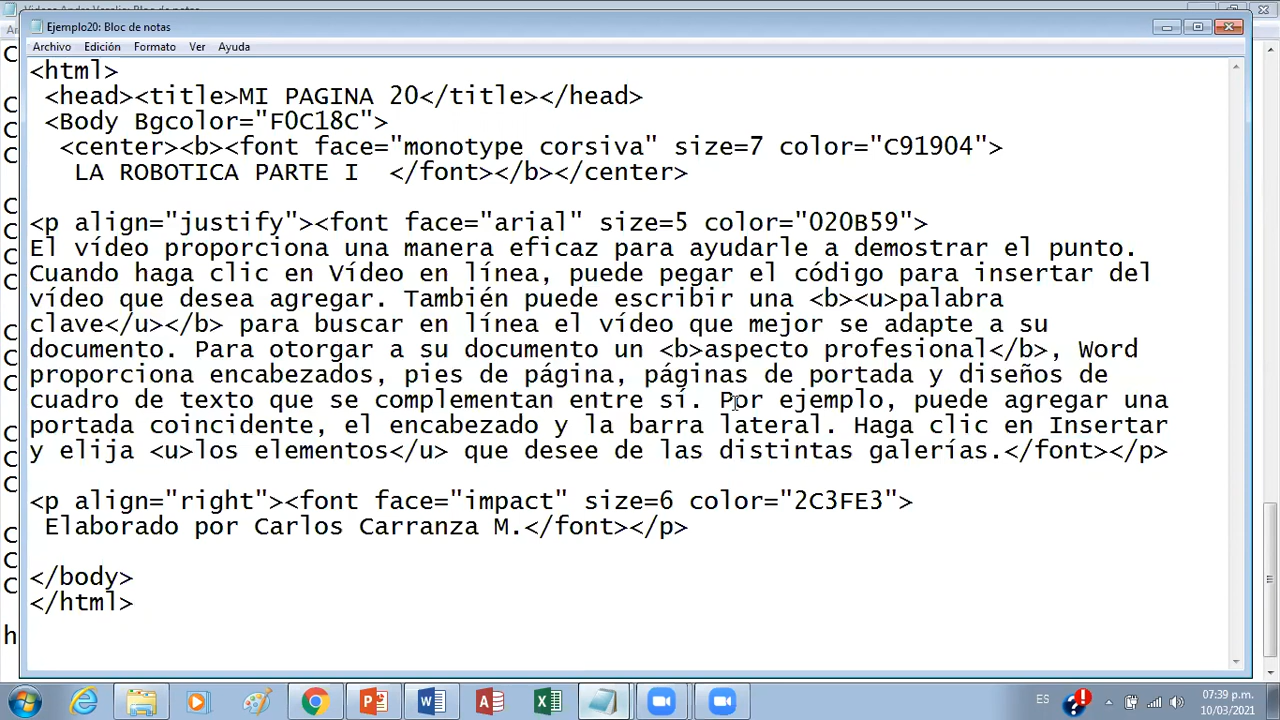 Ejemplo20: Bloc de notas
Archivo Edición Formato Ver Ayuda
<html>
<head><title>MI PAGINA 20</title></head>
<Body Bgcolor="F0C18C">
<center><b><font face="monotype corsiva" size=7 color="C91904">
LA ROBOTICA PARTE I </font></b></center>
<p align="justify"><font face="arial" size=5 color="020B59">
El vídeo proporciona una manera eficaz para ayudarle a demostrar el punto.
Cuando haga clic en Vídeo en línea, puede pegar el código para insertar del
vídeo que desea agregar. También puede escribir una <b><u>palabra
clave</u></b> para buscar en línea el vídeo que mejor se adapte a su
documento. Para otorgar a su documento un <b>aspecto profesional</b>, Word
proporciona encabezados, pies de página, páginas de portada y diseños de
cuadro de texto que se complementan entre sí. Por ejemplo, puede agregar una
portada coincidente, el encabezado y la barra lateral. Haga clic en Insertar
y elija <u>los elementos</u> que desee de las distintas galerías.</font></p>
<p align="right"><font face="impact" size=6 color="2C3FE3">
Elaborado por Carlos Carranza M.</font></p>
</body>
</html>
ES
07:39 p.m.
10/03/2021